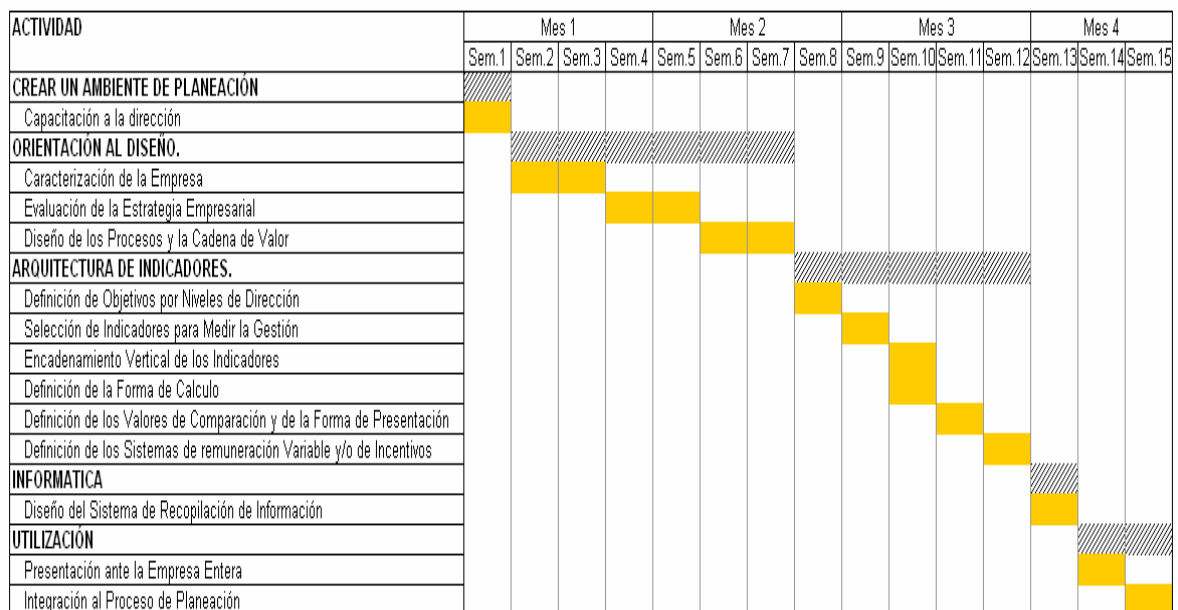 ACTIVIDAD Mes 1 Mes 2 Mes 3 Mes 4
Sem.1 Sem.2 Sem.3 Sem.4 Sem.5 Sem.6 Sem.7 Sem.8 Sem.9 Sem.10 Sem.11 Sem.12 Sem.13 Sem.14 Sem.15
CREAR UN AMBIENTE DE PLANEACIÓN
Capacitación a la dirección
ORIENTACIÓN AL DISEÑO.
Caracterización de la Empresa
Evaluación de la Estrategia Empresarial
Diseño de los Procesos y la Cadena de Valor
ARQUITECTURA DE INDICADORES.
Definición de Objetivos por Niveles de Dirección
Selección de Indicadores para Medir la Gestión
Encadenamiento Vertical de los Indicadores
Definición de la Forma de Calculo
Definición de los Valores de Comparación y de la Forma de Presentación
Definición de los Sistemas de remuneración Variable y/o de Incentivos
INFORMATICA
Diseño del Sistema de Recopilación de Información
UTILIZACIÓN
Presentación ante la Empresa Entera
Integración al Proceso de Planeación